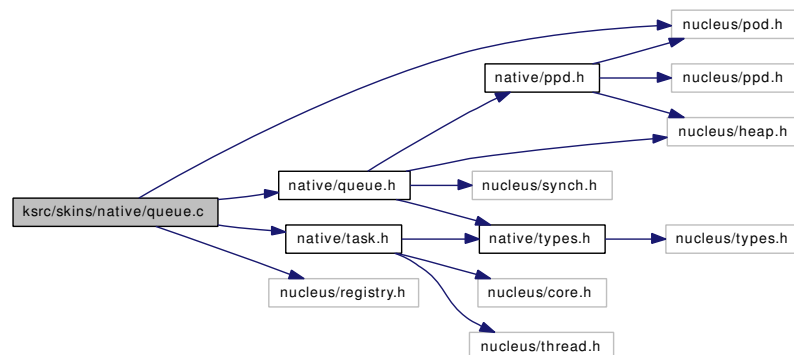 nucleus/pod.h
native/ppd.h
nucleus/ppd.h
nucleus/heap.h
native/queue.h
nucleus/synch.h
ksrc/skins/native/queue.c
native/task.h
native/types.h
nucleus/types.h
nucleus/registry.h
nucleus/core.h
nucleus/thread.h